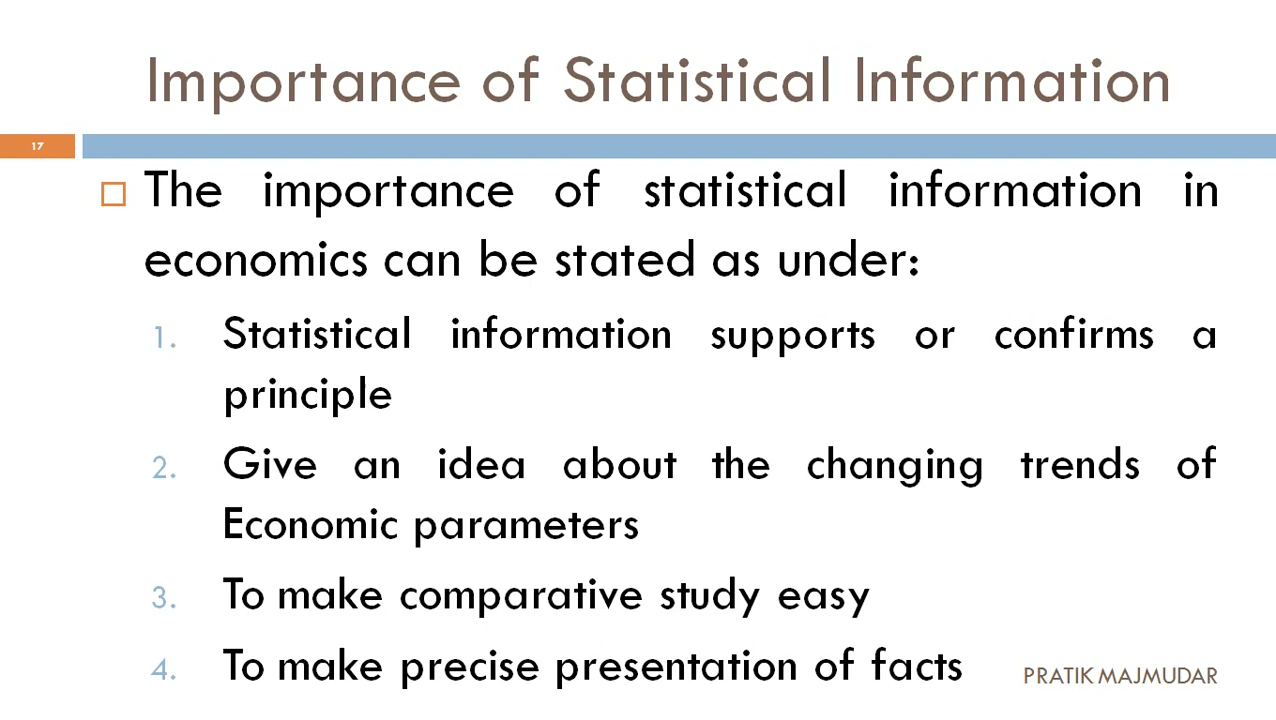 Importance of Statistical Information
17
The importance of statistical information in
economics can be stated as under:
1. Statistical information supports or confirms a
principle
2. Give an idea about the changing trends of
Economic parameters
3. To make comparative study easy
4. To make precise presentation of facts
PRATIK MAJMUDAR